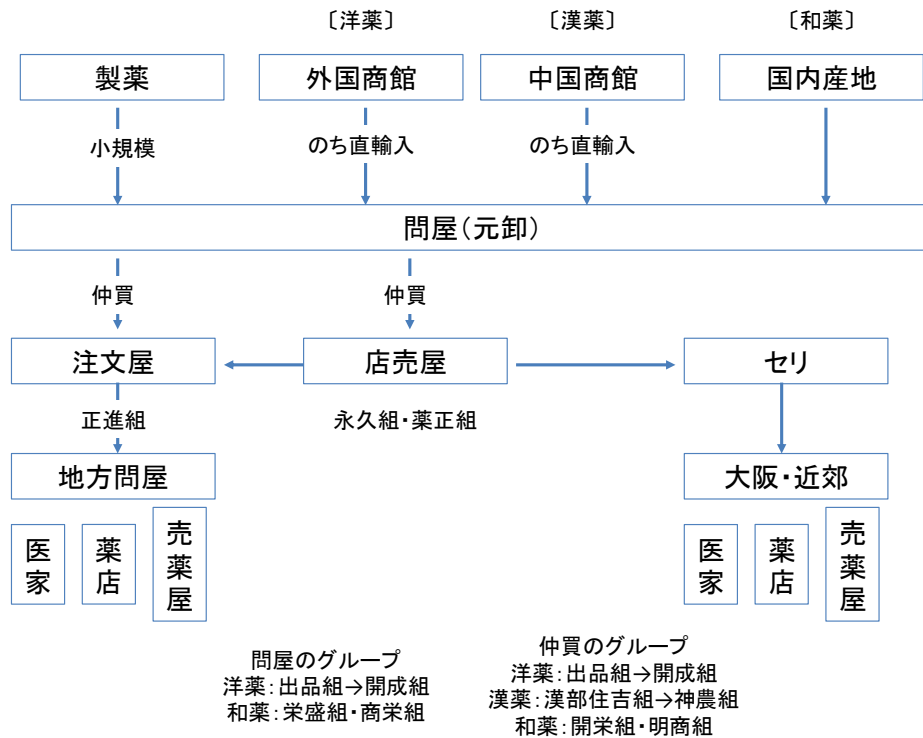 〔洋薬〕
〔漢薬〕
〔和薬〕
製薬
外国商館
中国商館
国内産地
小規模
のち直輸入
のち直輸入
問屋（元卸）
仲買
仲買
注文屋
店売屋
セリ
正進組
永久組・薬正組
地方問屋
大阪・近郊
医家
薬店
売薬屋
医家
薬店
売薬屋
問屋のグループ
洋薬：出品組→開成組
和薬：栄盛組・商栄組
仲買のグループ
洋薬：出品組→開成組
漢薬：漢部住吉組→神農組
和薬：開栄組・明商組